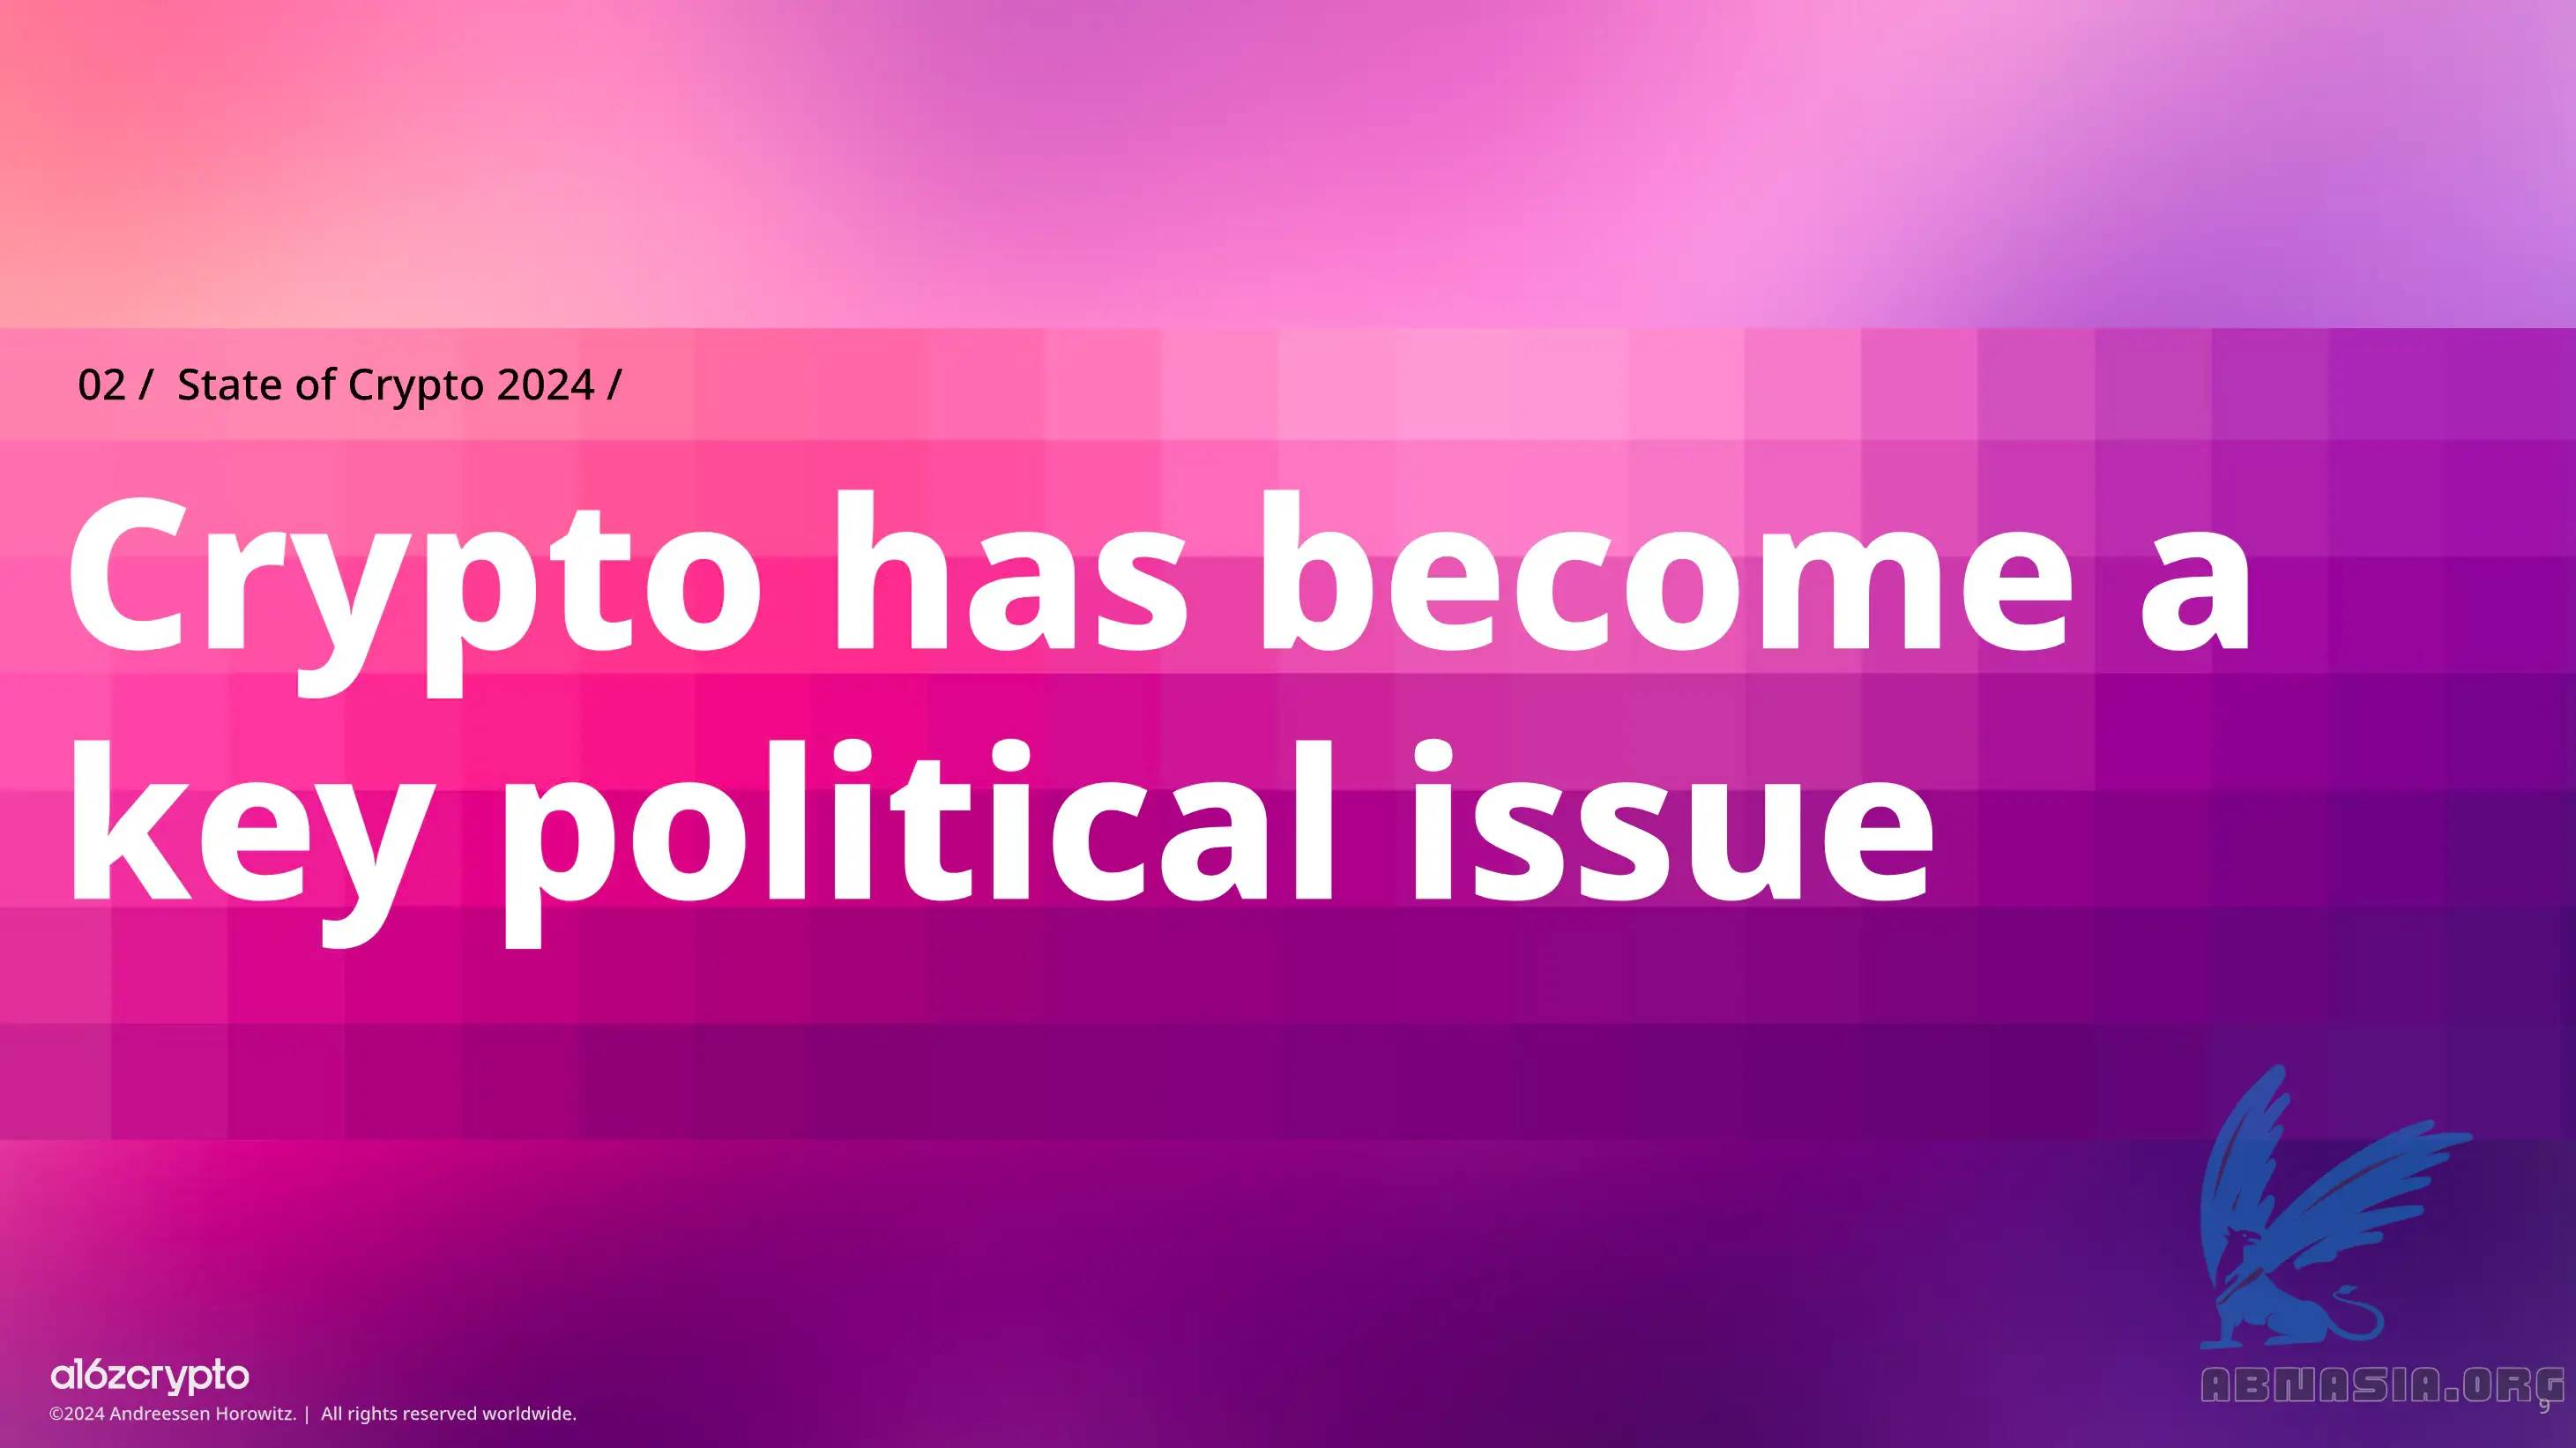 02 / State of Crypto 2024 /
Crypto has become a
key political issue
a16zcrypto
©2024 Andreessen Horowitz. | All rights reserved worldwide.
ABNASIA.ORG
9